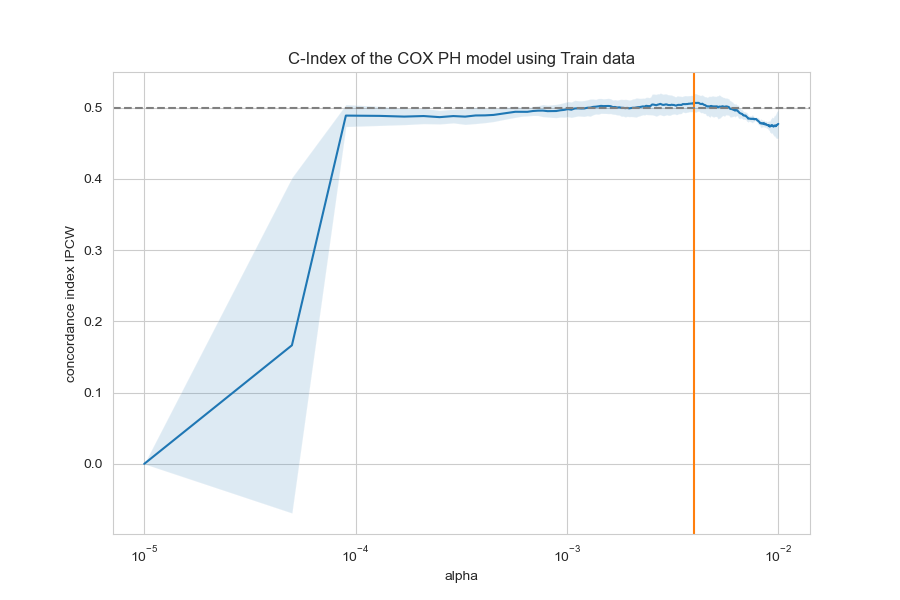 C-Index of the COX PH model using Train data
concordance index IPCW
0.5
0.4
0.3
0.2
0.1
0.0
10⁻⁵ 10⁻⁴ 10⁻³ 10⁻²
alpha